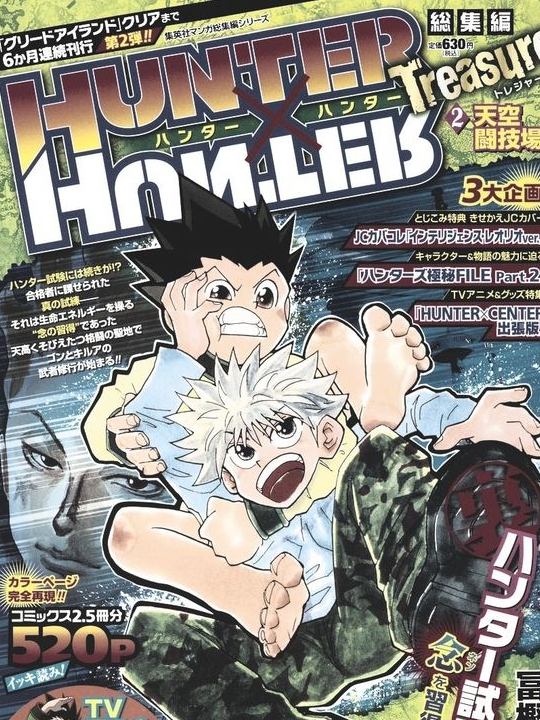 「グリードアイランド」クリアまで
6か月連続刊行 第2弾!!
集英社マンガ総集編シリーズ
総集編
定価630円
(税込)
HUNTER
ハンター×ハンター
HUNTER
Treasure
トレジャー
2 天空
闘技場
3大企画
とじこみ特典 きせかえJCカバー
JCカバコレ「インテリジェンス・レオリオver.
キャラクター&物語の魅力に迫る
「ハンターズ極秘FILE Part.2
TVアニメ&グッズ特集
「HUNTER×CENTER
出張版
ハンター試験には続きが!?
合格者に課せられた
真の試練――
それは生命エネルギーを操る
“念の習得”であった
天高くそびえたつ格闘の聖地で
ゴンとキルアの
武者修行が始まる!!
カラーページ
完全再現!!
コミックス2.5冊分
520P
イッキ読み!
TV
裏
ハンター試
念を習
ネン
冨樫